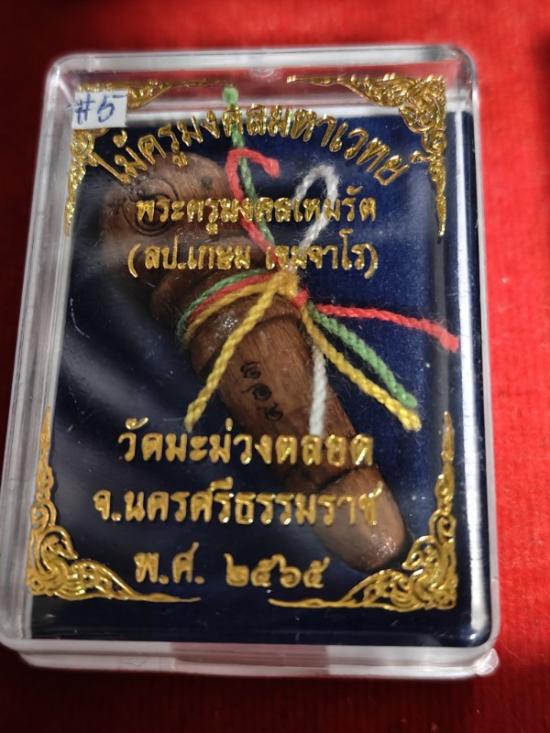 #5
ไม้ครูมงคลมหาเวทย์
พระครูมงคลเหมรัต
(ลป.เกษม เขมจาโร)
วัดมะม่วงตลอด
จ.นครศรีธรรมราช
พ.ศ. ๒๕๖๕